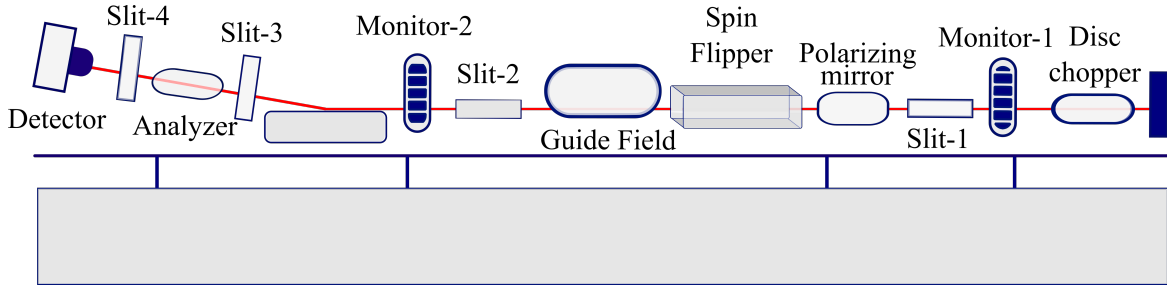 Slit-4
Slit-3
Monitor-2
Slit-2
Spin
Flipper
Polarizing
mirror
Monitor-1
Disc
chopper
Detector
Analyzer
Guide Field
Slit-1